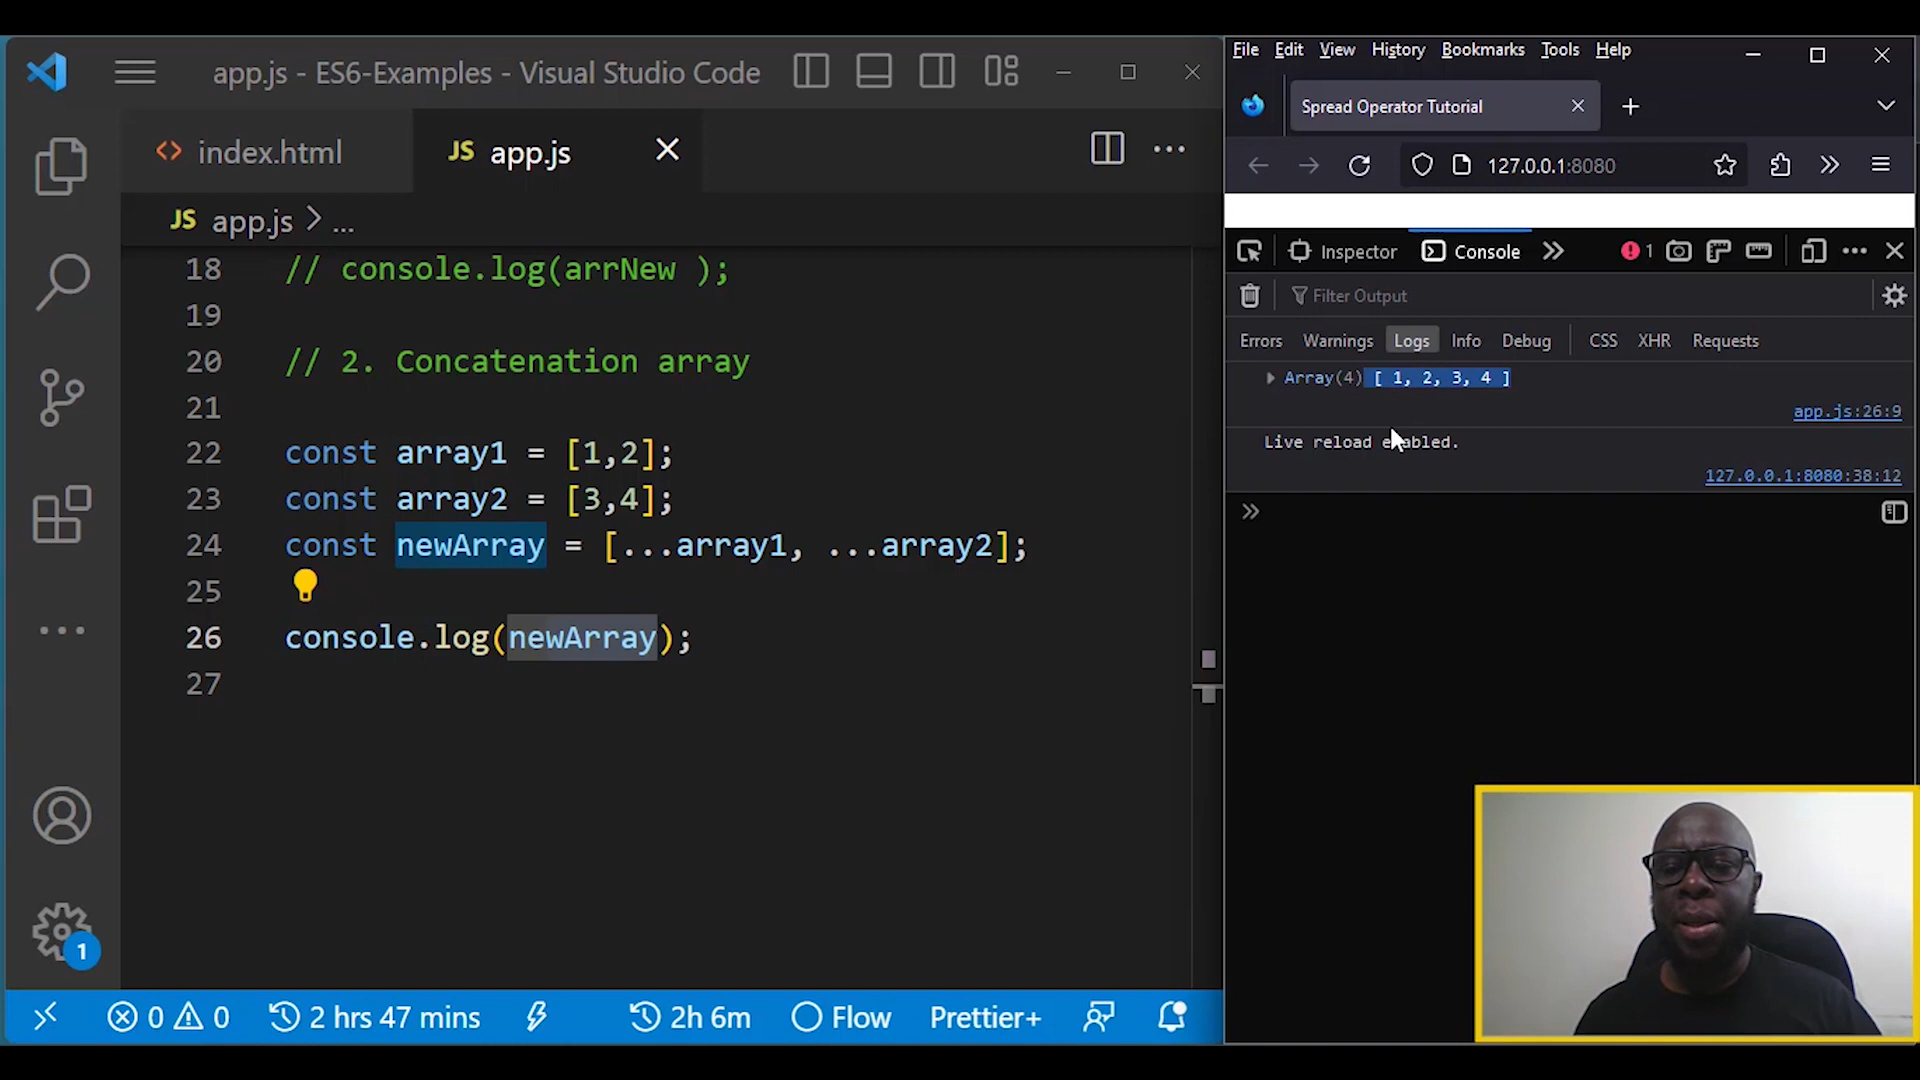 app.js - ES6-Examples - Visual Studio Code
index.html
JS app.js
JS app.js > ...
18 // console.log(arrNew );
19
20 // 2. Concatenation array
21
22 const array1 = [1,2];
23 const array2 = [3,4];
24 const newArray = [...array1, ...array2];
25
26 console.log(newArray);
27
1
0 0 2 hrs 47 mins 2h 6m Flow Prettier+
File Edit View History Bookmarks Tools Help
Spread Operator Tutorial
127.0.0.1:8080
Inspector Console 1
Filter Output
Errors Warnings Logs Info Debug CSS XHR Requests
Array(4) [ 1, 2, 3, 4 ]
app.js:26:9
Live reload enabled.
127.0.0.1:8080:38:12